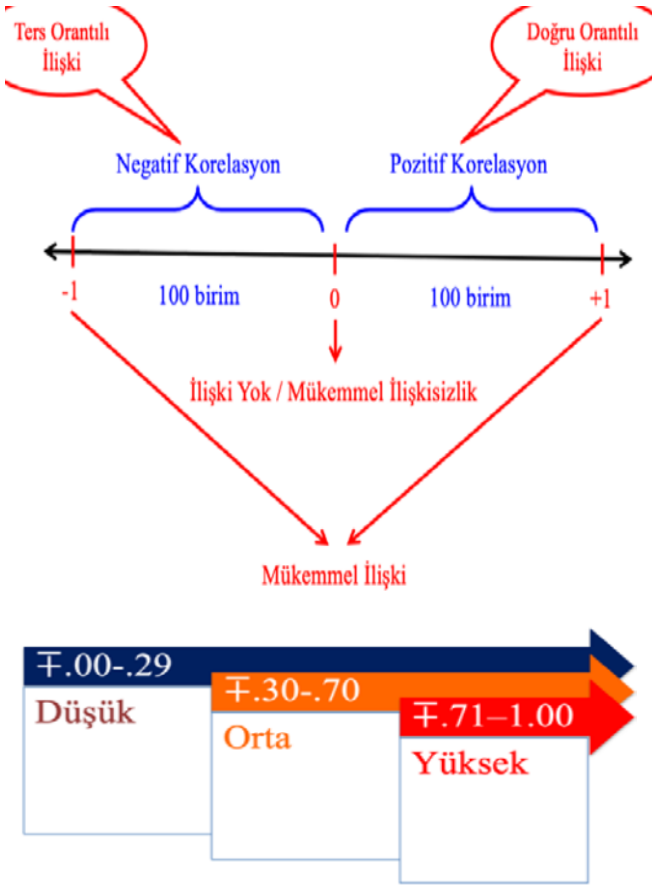 Ters Orantılı
İlişki
Doğru Orantılı
İlişki
Negatif Korelasyon
Pozitif Korelasyon
-1
100 birim
0
100 birim
+1
İlişki Yok / Mükemmel İlişkisizlik
Mükemmel İlişki
∓.00-.29
Düşük
∓.30-.70
Orta
∓.71–1.00
Yüksek